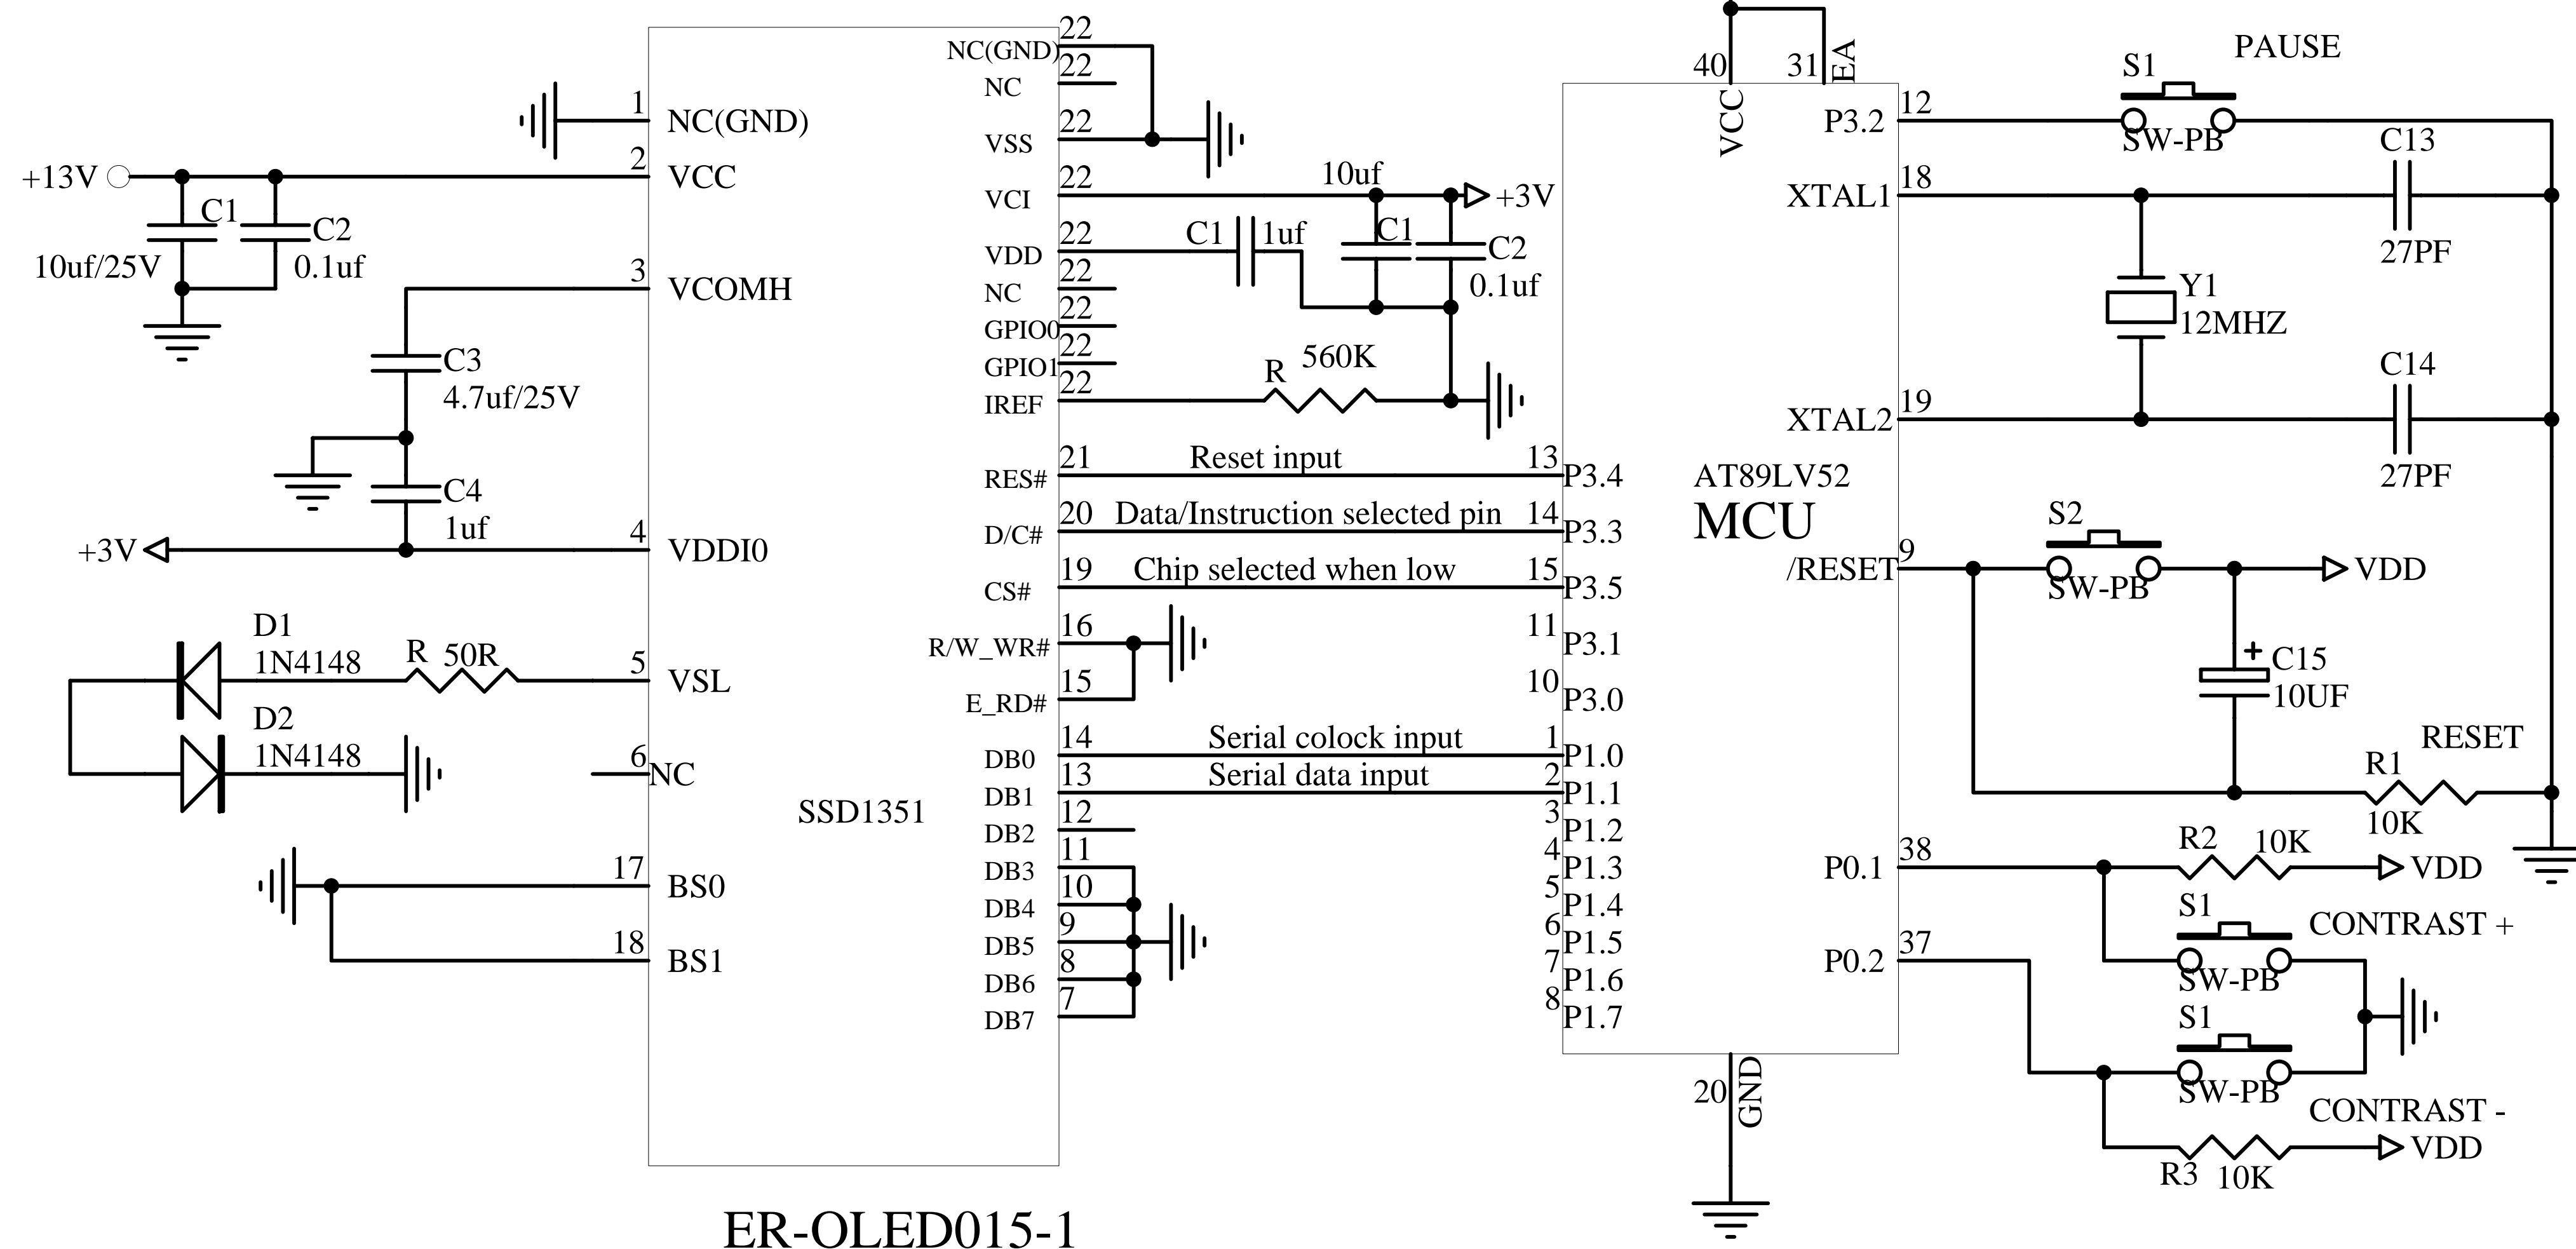 1 NC(GND)
+13V 2 VCC
C1 C2
10uf/25V 0.1uf
3 VCOMH
C3
4.7uf/25V
C4
1uf
+3V 4 VDDI0
D1
1N4148 R 50R 5 VSL
D2
1N4148 6 NC
SSD1351
17 BS0
18 BS1
NC(GND) 22
NC 22
VSS 22
VCI 22 10uf +3V
VDD 22 C1 1uf C1 C2
0.1uf
NC 22
GPIO0 22
GPIO1 22
IREF 22 R 560K
RES# 21 Reset input 13 P3.4
D/C# 20 Data/Instruction selected pin 14 P3.3
CS# 19 Chip selected when low 15 P3.5
R/W_WR# 16 11 P3.1
E_RD# 15 10 P3.0
DB0 14 Serial colock input 1 P1.0
DB1 13 Serial data input 2 P1.1
DB2 12 3 P1.2
DB3 11 4 P1.3
DB4 10 5 P1.4
DB5 9 6 P1.5
DB6 8 7 P1.6
DB7 7 8 P1.7
ER-OLED015-1
40 VCC 31 EA
AT89LV52
MCU
20 GND
P3.2 12 S1 PAUSE
SW-PB
XTAL1 18 C13
27PF
Y1
12MHZ
XTAL2 19 C14
27PF
/RESET 9 S2 VDD
SW-PB
C15
+
10UF
RESET
R1
10K
P0.1 38 R2 10K VDD
S1 CONTRAST +
SW-PB
P0.2 37
S1
SW-PB
CONTRAST -
VDD
R3 10K